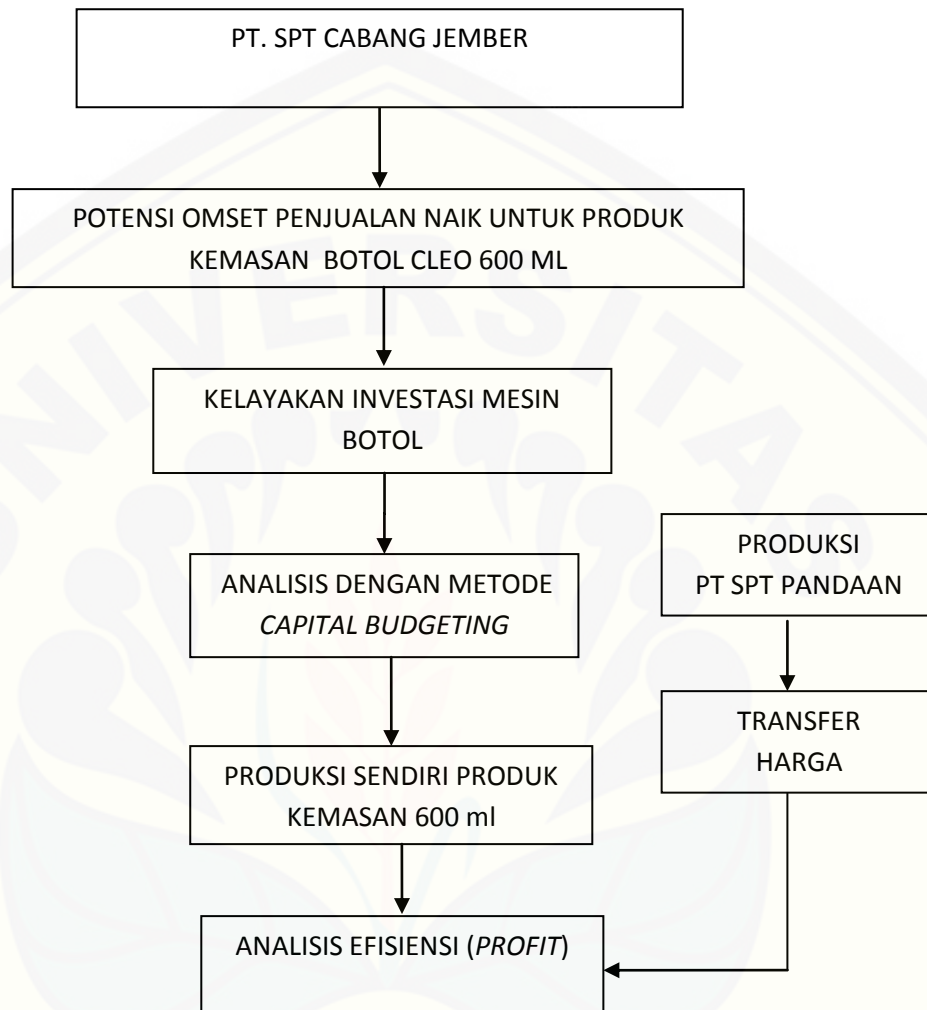 PT. SPT CABANG JEMBER
POTENSI OMSET PENJUALAN NAIK UNTUK PRODUK
KEMASAN BOTOL CLEO 600 ML
KELAYAKAN INVESTASI MESIN
BOTOL
ANALISIS DENGAN METODE
CAPITAL BUDGETING
PRODUKSI
PT SPT PANDAAN
TRANSFER
HARGA
PRODUKSI SENDIRI PRODUK
KEMASAN 600 ml
ANALISIS EFISIENSI (PROFIT)
UNIVERSITAS